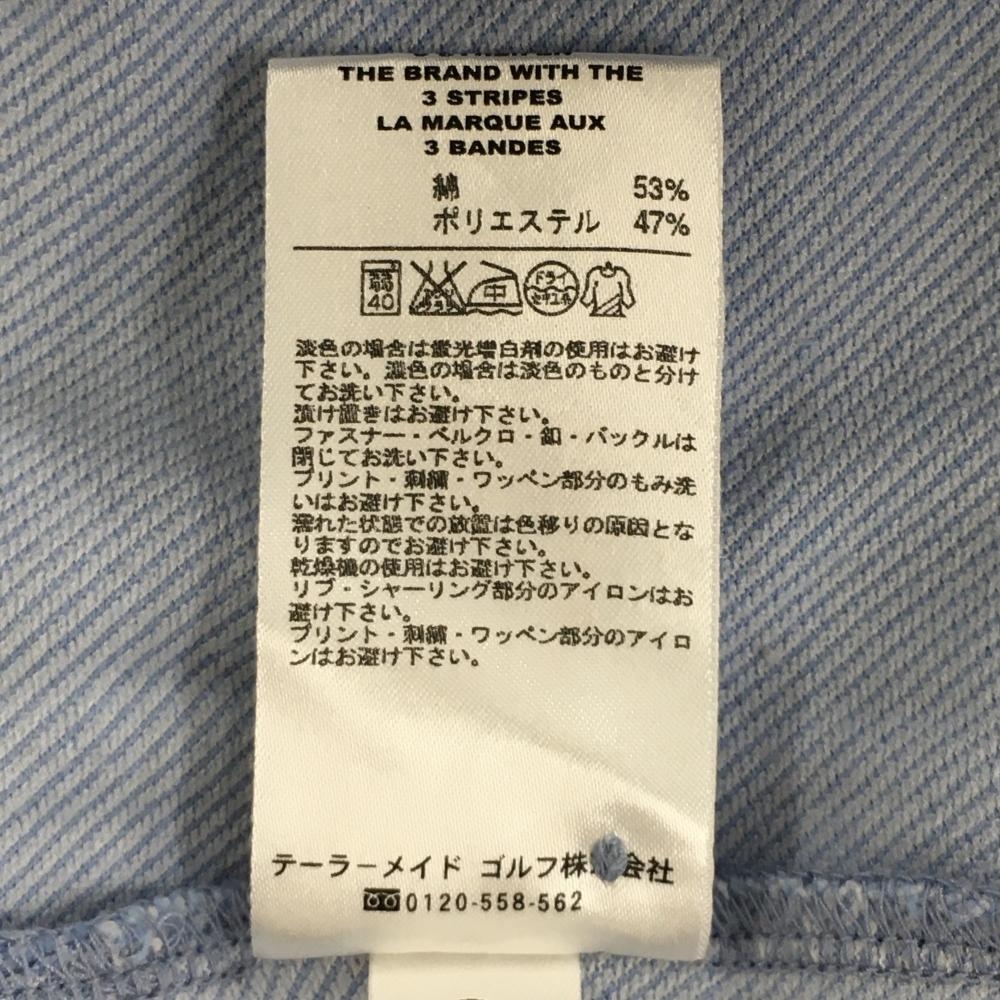 THE BRAND WITH THE
3 STRIPES
LA MARQUE AUX
3 BANDES
綿 53%
ポリエステル 47%
弱 40 中 ドライ
淡色の場合は蛍光増白剤の使用はお避け
下さい。濃色の場合は淡色のものと分け
てお洗い下さい。
漬け置きはお避け下さい。
ファスナー・ベルクロ・釦・バックルは
閉じてお洗い下さい。
プリント・刺繍・ワッペン部分のもみ洗
いはお避け下さい。
濡れた状態での放置は色移りの原因とな
りますのでお避け下さい。
乾燥機の使用はお避け下さい。
リブ・シャーリング部分のアイロンはお
避け下さい。
プリント・刺繍・ワッペン部分のアイロ
ンはお避け下さい。
テーラーメイド ゴルフ株式会社
0120-558-562